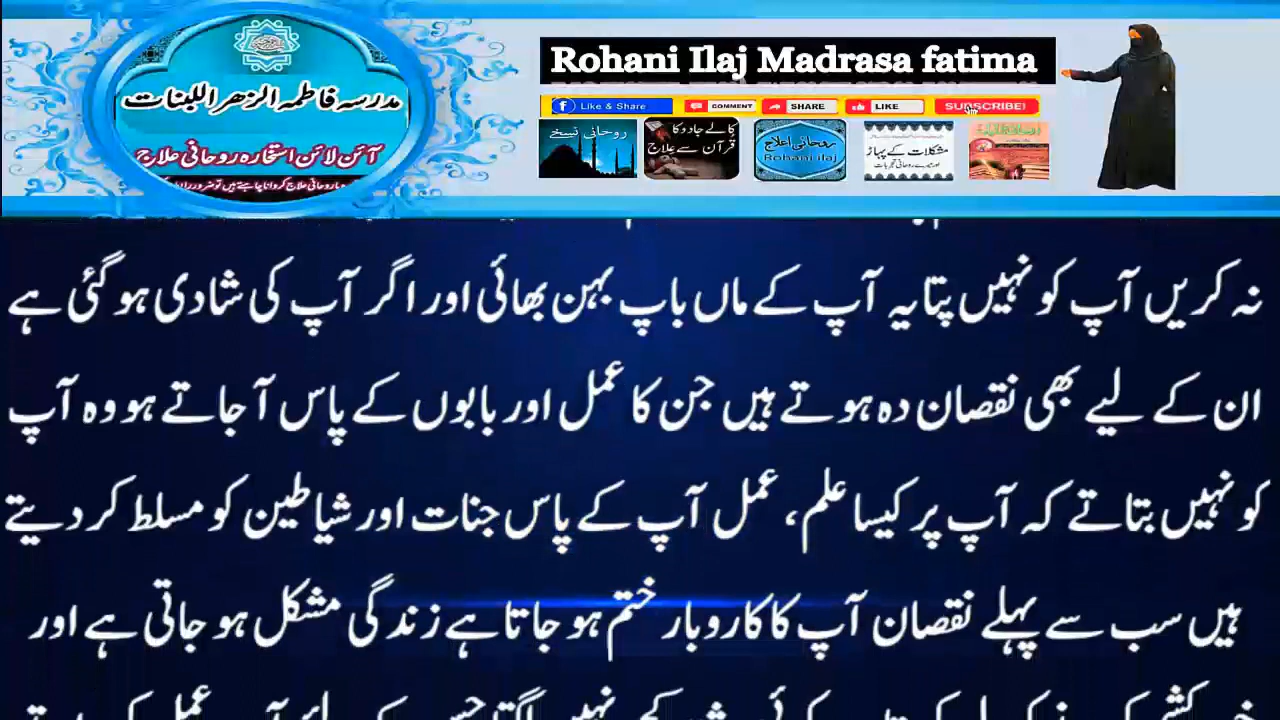 مدرسہ فاطمہ الزھرا للبنات
آئن لائن استخارہ روحانی علاج
Rohani Ilaj Madrasa fatima
Like & Share
COMMENT
SHARE
LIKE
SUBSCRIBE!
روحانی نسخ
کالے جادو کا
قرآن سے علاج
روحانی اعلاج
Rohani ilaj
مشکلات کے پہاڑ
نہ کریں آپ کو نہیں پتا یہ آپ کے ماں باپ بہن بھائی اور اگر آپ کی شادی ہو گئی ہے
ان کے لیے بھی نقصان دہ ہوتے ہیں جن کا عمل اور بابوں کے پاس آ جاتے ہو وہ آپ
کو نہیں بتاتے کہ آپ پر کیسا علم، عمل آپ کے پاس جنات اور شیاطین کو مسلط کر دیتے
ہیں سب سے پہلے نقصان آپ کا کاروبار ختم ہو جاتا ہے زندگی مشکل ہو جاتی ہے اور